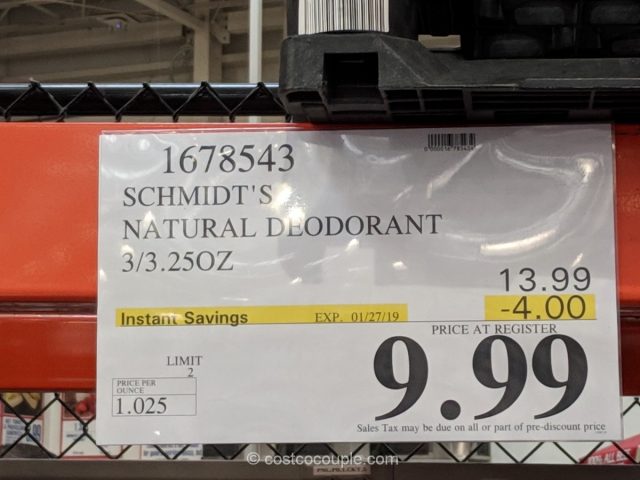 1678543
SCHMIDT'S
NATURAL DEODORANT
3/3.25OZ
13.99
Instant Savings EXP. 01/27/19 -4.00
PRICE AT REGISTER
9.99
LIMIT
2
PRICE PER
OUNCE
1.025
Sales Tax may be due on all or part of pre-discount price
© costcocouple.com